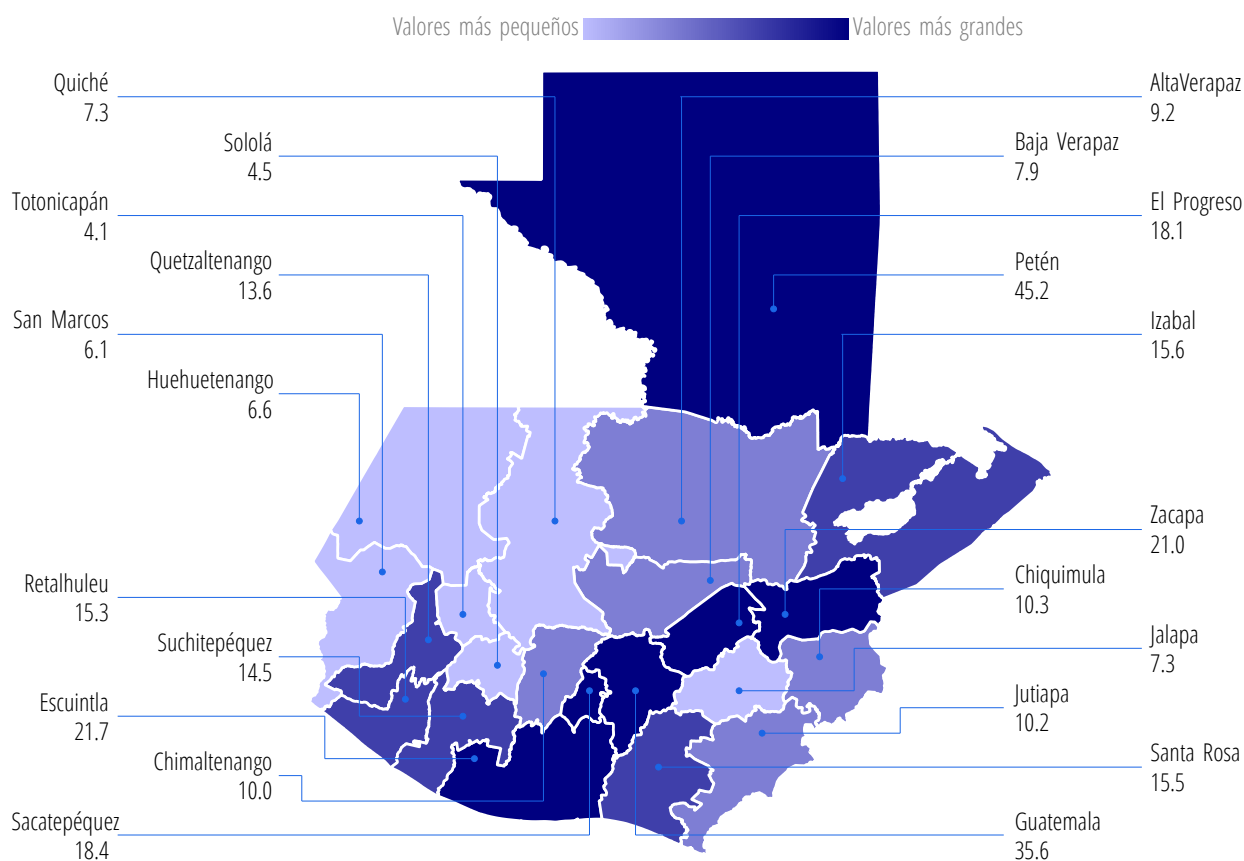 Valores más pequeños
Valores más grandes
Quiché
7.3
Sololá
4.5
Totonicapán
4.1
Quetzaltenango
13.6
San Marcos
6.1
Huehuetenango
6.6
Retalhuleu
15.3
Suchitepéquez
14.5
Escuintla
21.7
Chimaltenango
10.0
Sacatepéquez
18.4
AltaVerapaz
9.2
Baja Verapaz
7.9
El Progreso
18.1
Petén
45.2
Izabal
15.6
Zacapa
21.0
Chiquimula
10.3
Jalapa
7.3
Jutiapa
10.2
Santa Rosa
15.5
Guatemala
35.6